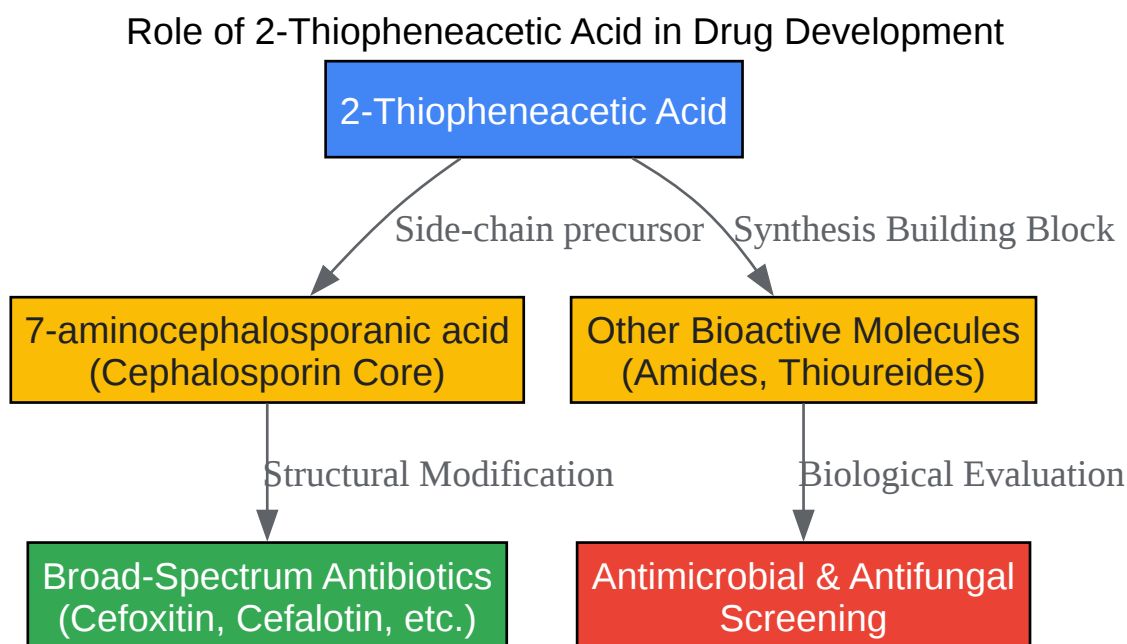 Role of 2-Thiopheneacetic Acid in Drug Development
2-Thiopheneacetic Acid
Side-chain precursor
Synthesis Building Block
7-aminocephalosporanic acid
(Cephalosporin Core)
Other Bioactive Molecules
(Amides, Thioureides)
Structural Modification
Biological Evaluation
Broad-Spectrum Antibiotics
(Cefoxitin, Cefalotin, etc.)
Antimicrobial & Antifungal
Screening